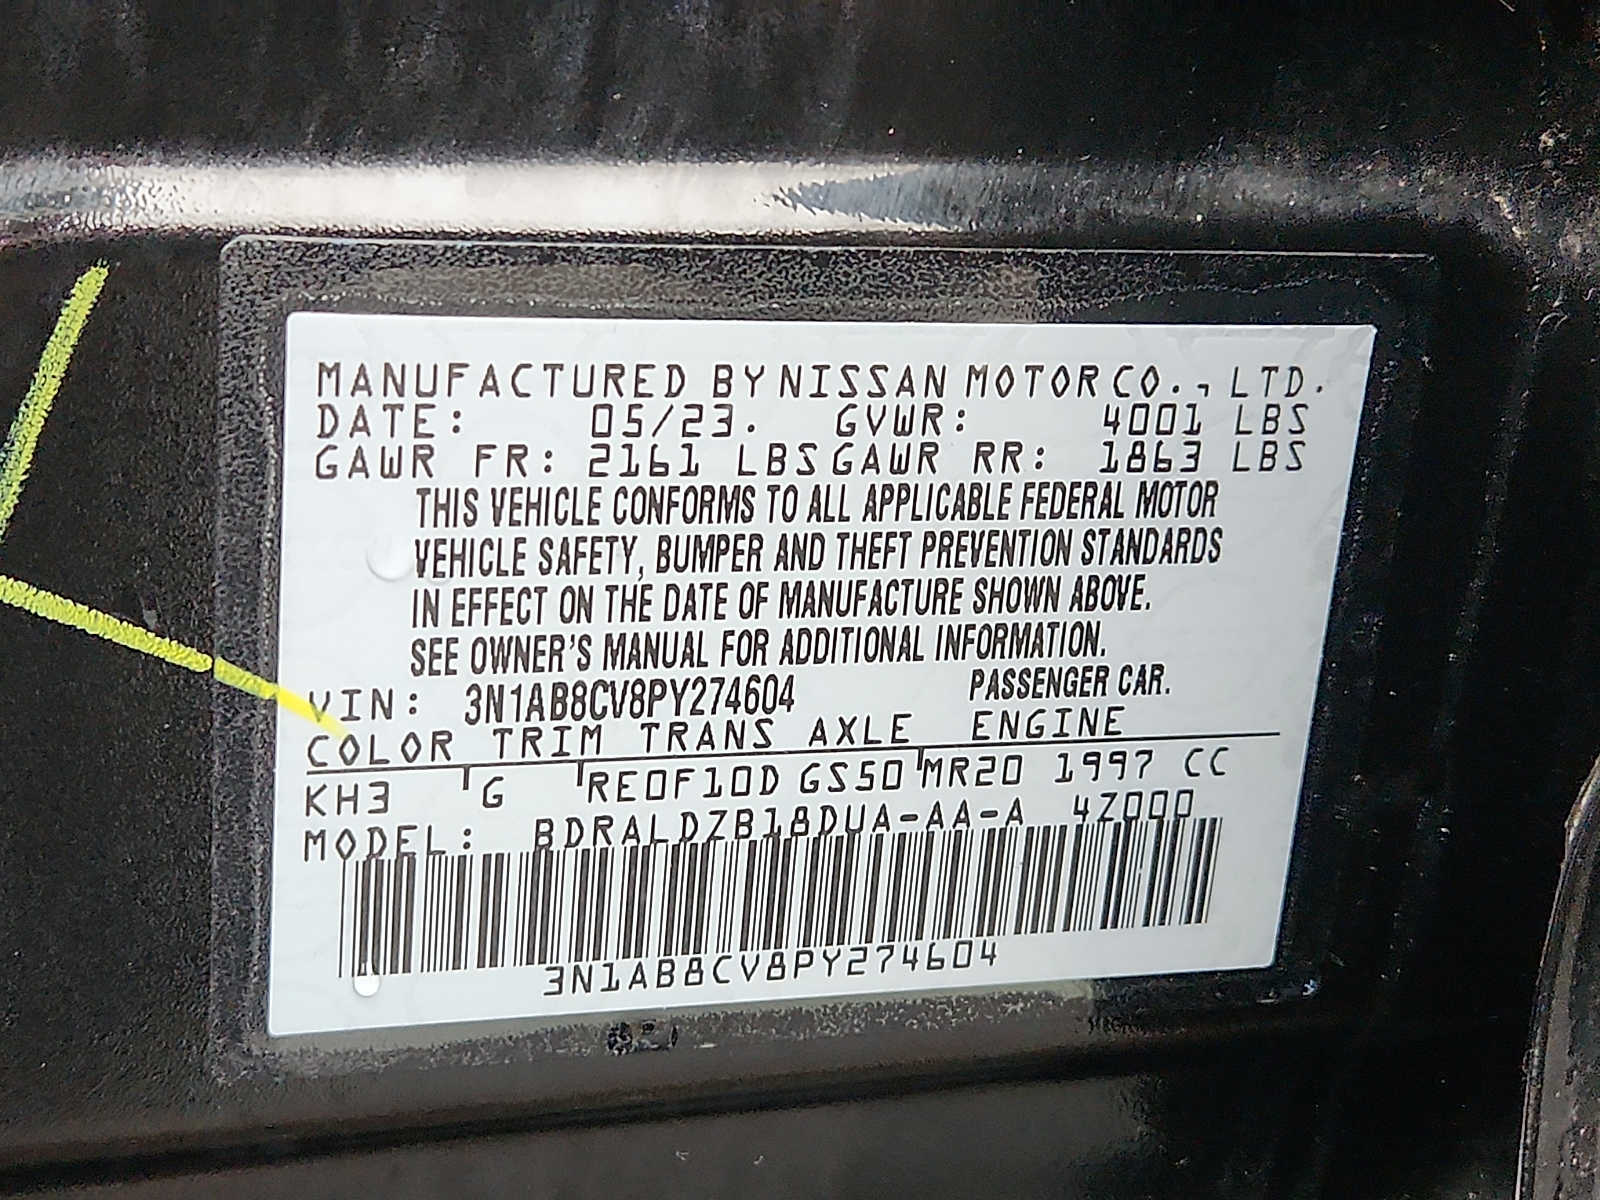 MANUFACTURED BY NISSAN MOTOR CO., LTD.
DATE: 05/23. GVWR: 4001 LBS
GAWR FR: 2161 LBS GAWR RR: 1863 LBS
THIS VEHICLE CONFORMS TO ALL APPLICABLE FEDERAL MOTOR
VEHICLE SAFETY, BUMPER AND THEFT PREVENTION STANDARDS
IN EFFECT ON THE DATE OF MANUFACTURE SHOWN ABOVE.
SEE OWNER'S MANUAL FOR ADDITIONAL INFORMATION.
VIN: 3N1AB8CV8PY274604 PASSENGER CAR.
COLOR TRIM TRANS AXLE ENGINE
KH3 G RE0F10D GS50 MR20 1997 CC
MODEL: BDRALDZB18DUA-AA-A 4Z000
3N1AB8CV8PY274604